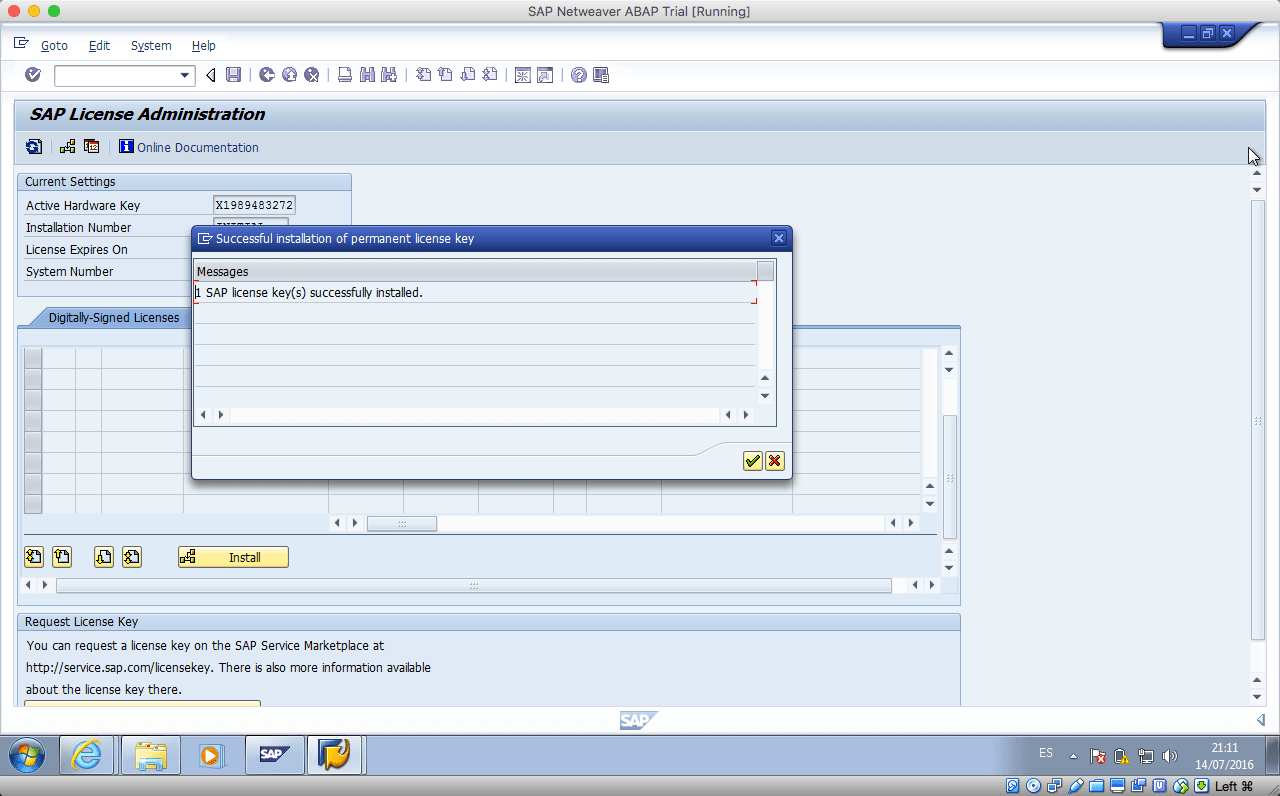 SAP Netweaver ABAP Trial [Running]
Goto Edit System Help
SAP License Administration
Online Documentation
Current Settings
Active Hardware Key X1989483272
Installation Number
License Expires On
System Number
Successful installation of permanent license key
Messages
1 SAP license key(s) successfully installed.
Digitally-Signed Licenses
Install
Request License Key
You can request a license key on the SAP Service Marketplace at
http://service.sap.com/licensekey. There is also more information available
about the license key there.
SAP
SAP
ES
21:11
14/07/2016
Left ⌘